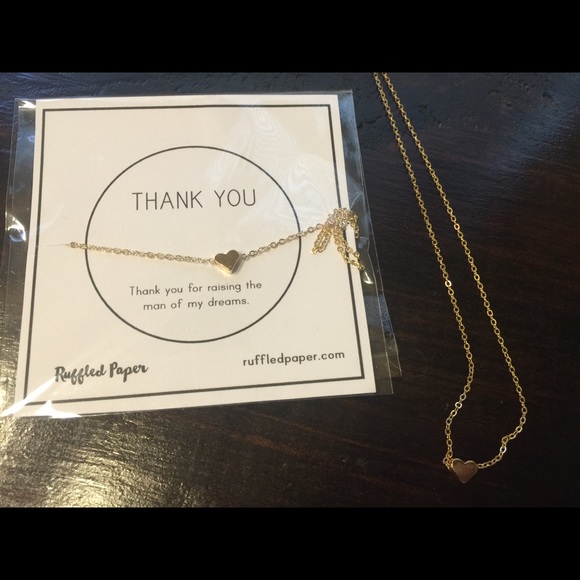 THANK YOU
Thank you for raising the
man of my dreams.
Ruffled Paper
ruffledpaper.com